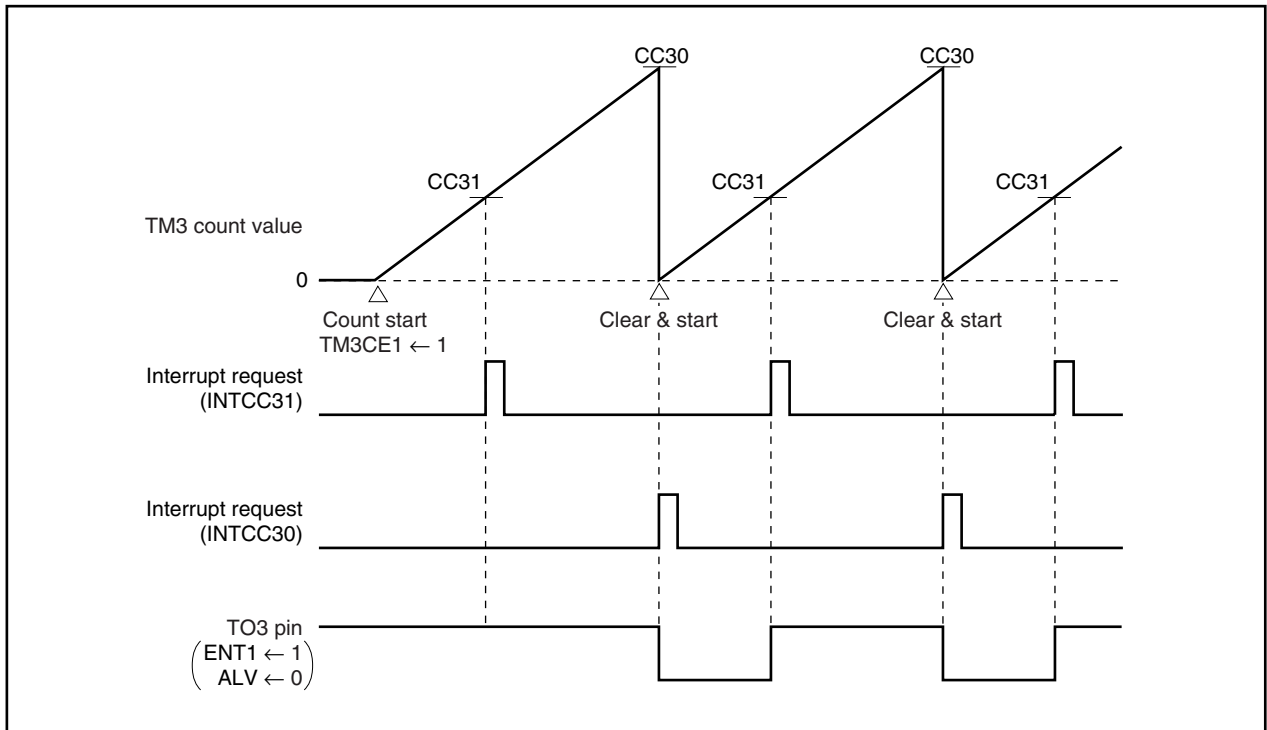 CC30
CC30
CC31
CC31
CC31
TM3 count value
0
Count start
TM3CE1 ← 1
Clear & start
Clear & start
Interrupt request
(INTCC31)
Interrupt request
(INTCC30)
TO3 pin
(ENT1 ← 1
ALV ← 0)